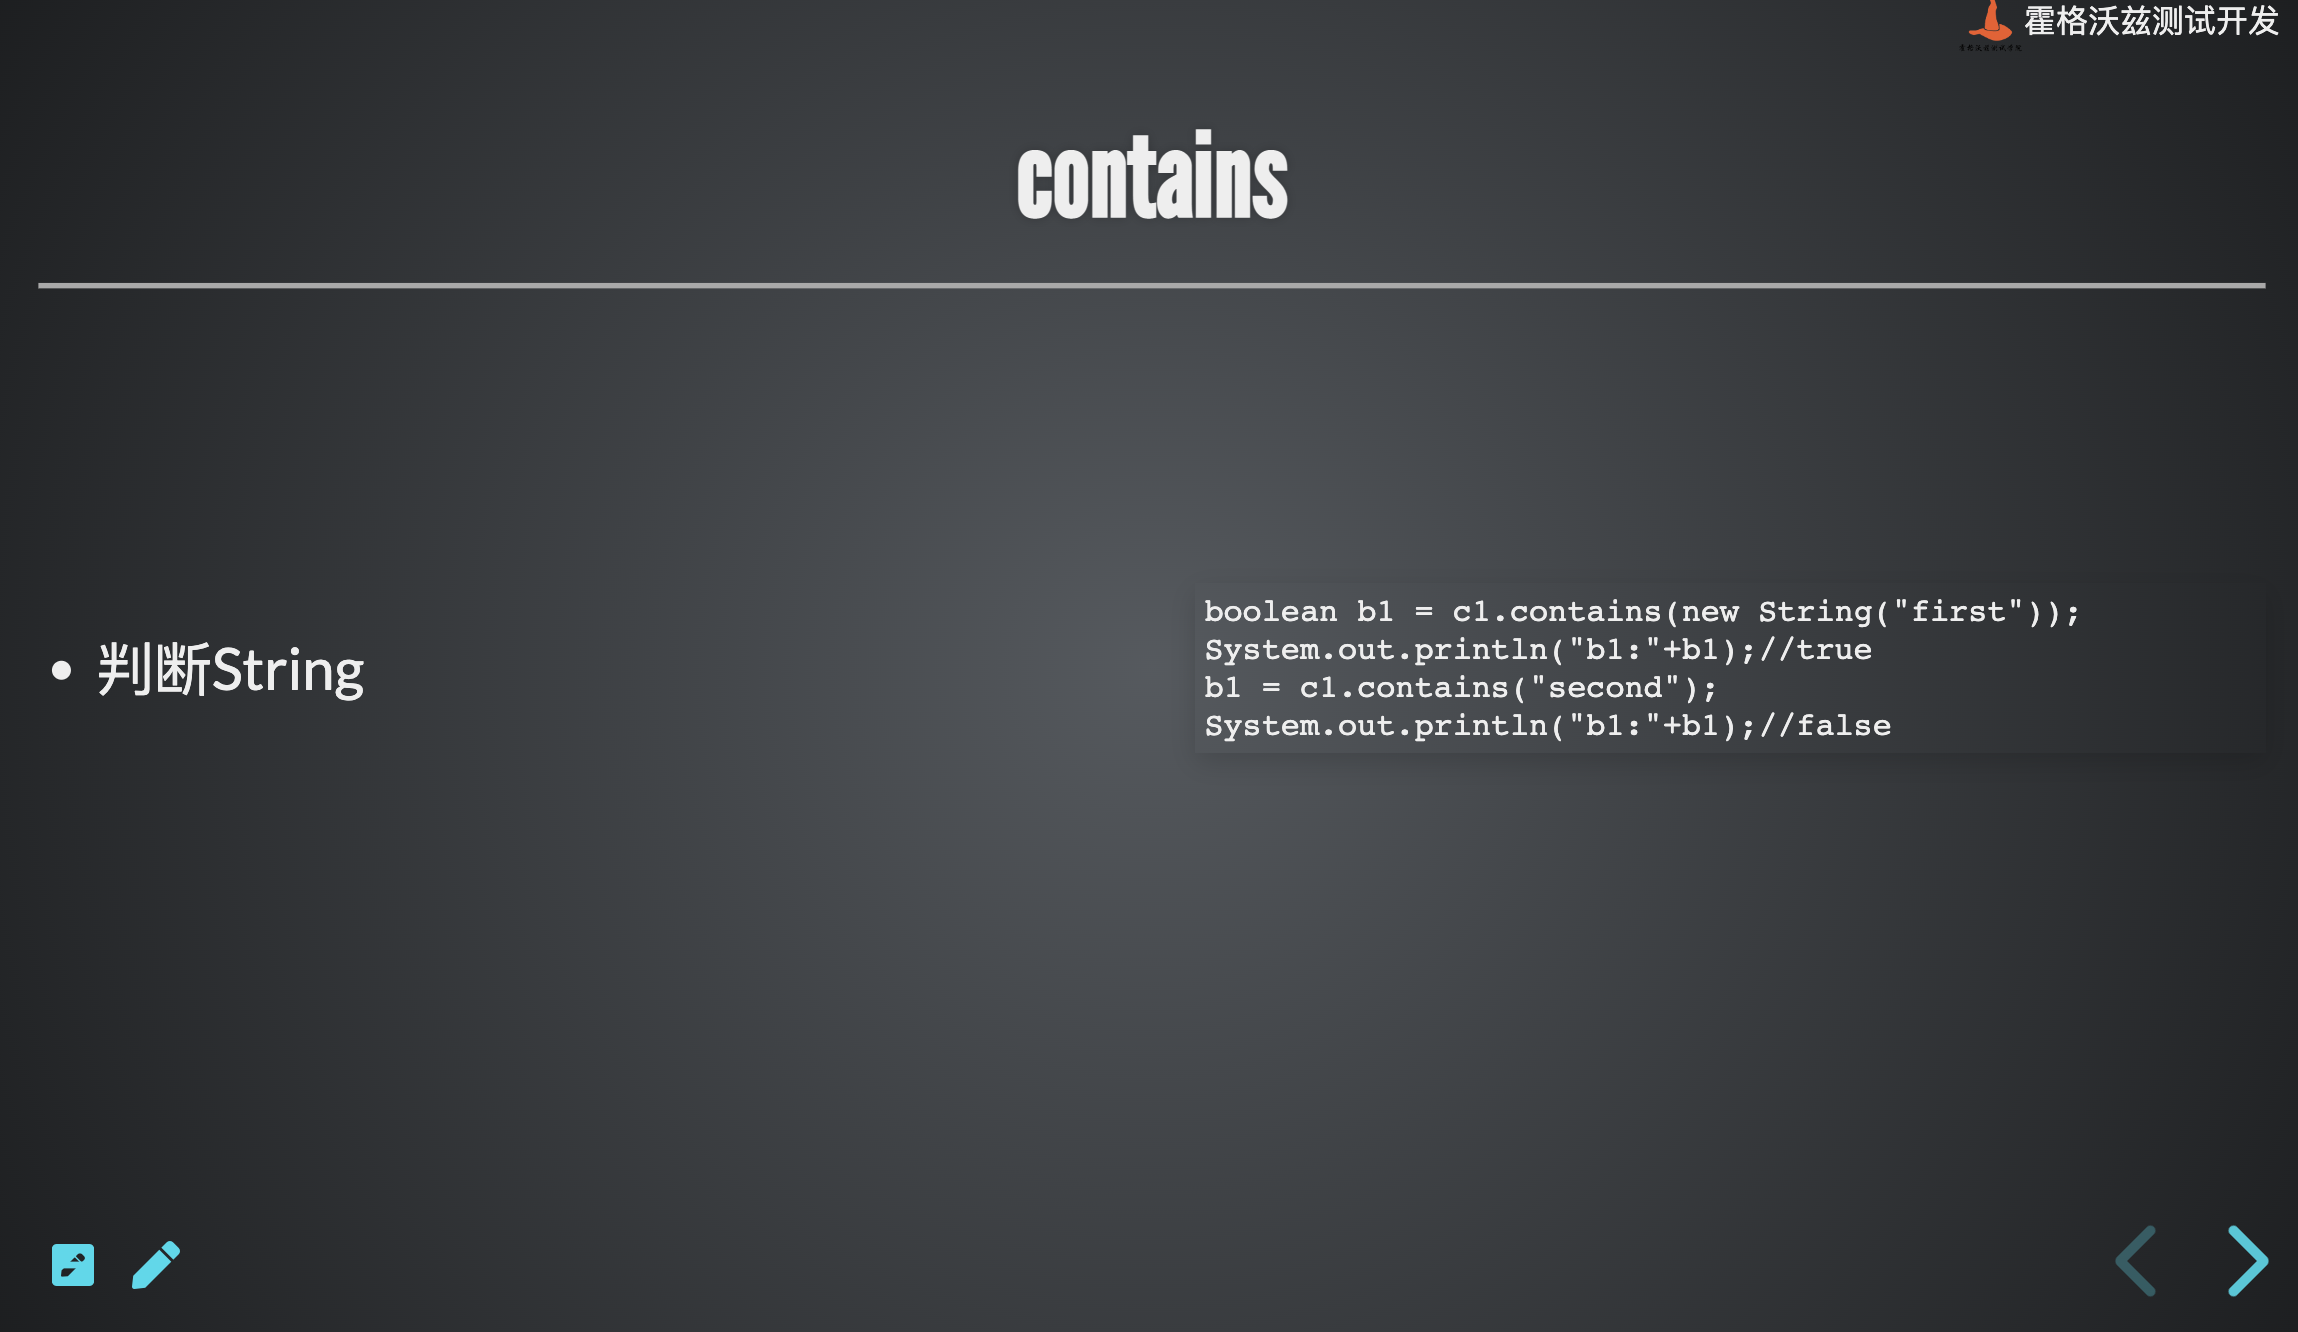 霍格沃兹测试开发
contains
判断String
boolean b1 = c1.contains(new String("first"));
System.out.println("b1:"+b1);//true
b1 = c1.contains("second");
System.out.println("b1:"+b1);//false